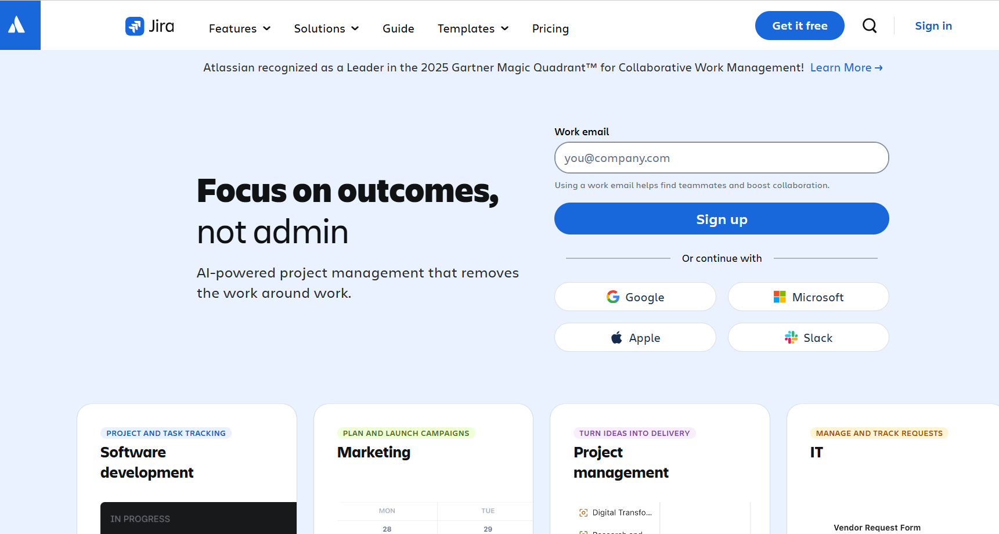 Jira
Features
Solutions
Guide
Templates
Pricing
Get it free
Sign in
Atlassian recognized as a Leader in the 2025 Gartner Magic Quadrant™ for Collaborative Work Management! Learn More →
Focus on outcomes,
not admin
AI-powered project management that removes
the work around work.
Work email
you@company.com
Using a work email helps find teammates and boost collaboration.
Sign up
Or continue with
Google
Microsoft
Apple
Slack
PROJECT AND TASK TRACKING
Software
development
IN PROGRESS
PLAN AND LAUNCH CAMPAIGNS
Marketing
MON
TUE
28
29
TURN IDEAS INTO DELIVERY
Project
management
Digital Transfo...
Research and
MANAGE AND TRACK REQUESTS
IT
Vendor Request Form